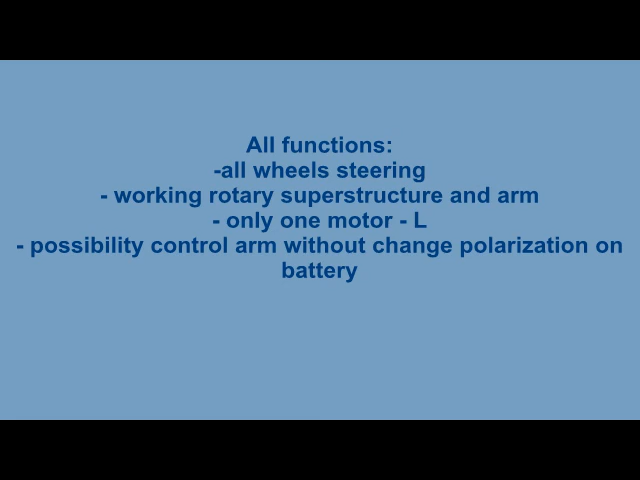 All functions:
-all wheels steering
- working rotary superstructure and arm
- only one motor - L
- possibility control arm without change polarization on
battery